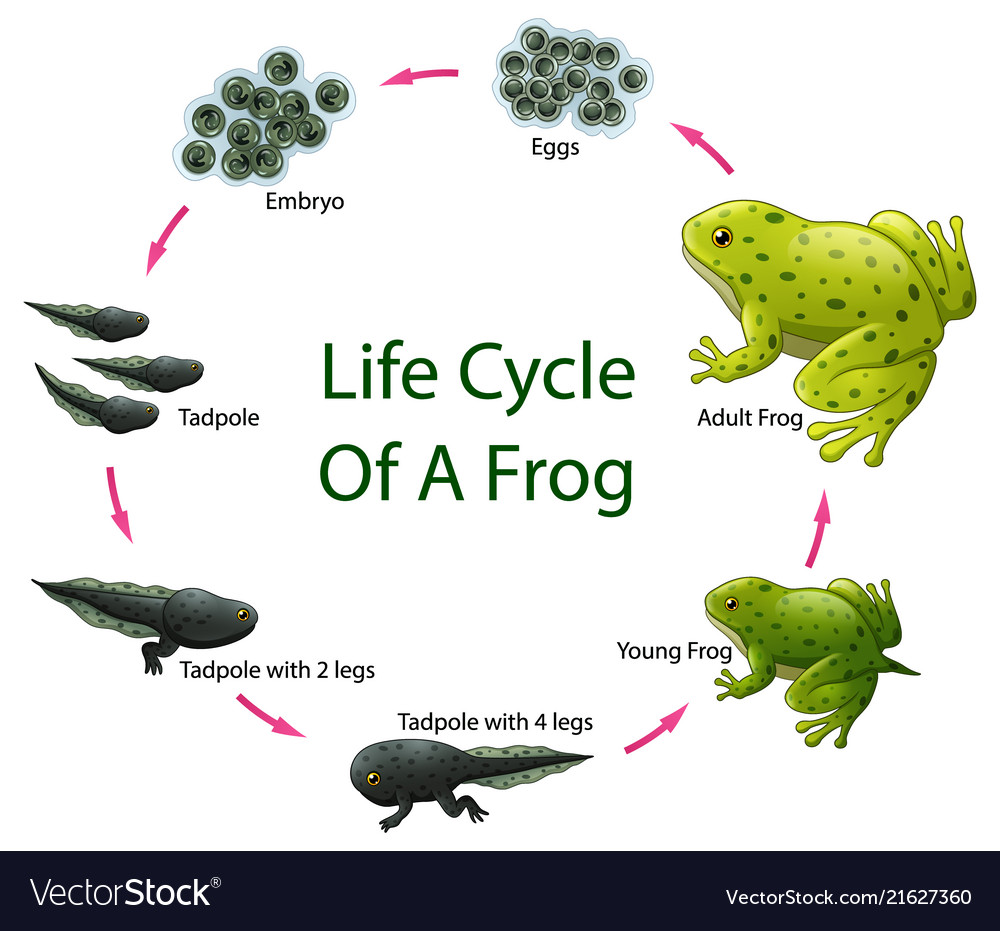 Eggs
Embryo
Life Cycle
Of A Frog
Tadpole
Adult Frog
Tadpole with 2 legs
Young Frog
Tadpole with 4 legs
VectorStock®
VectorStock.com/21627360